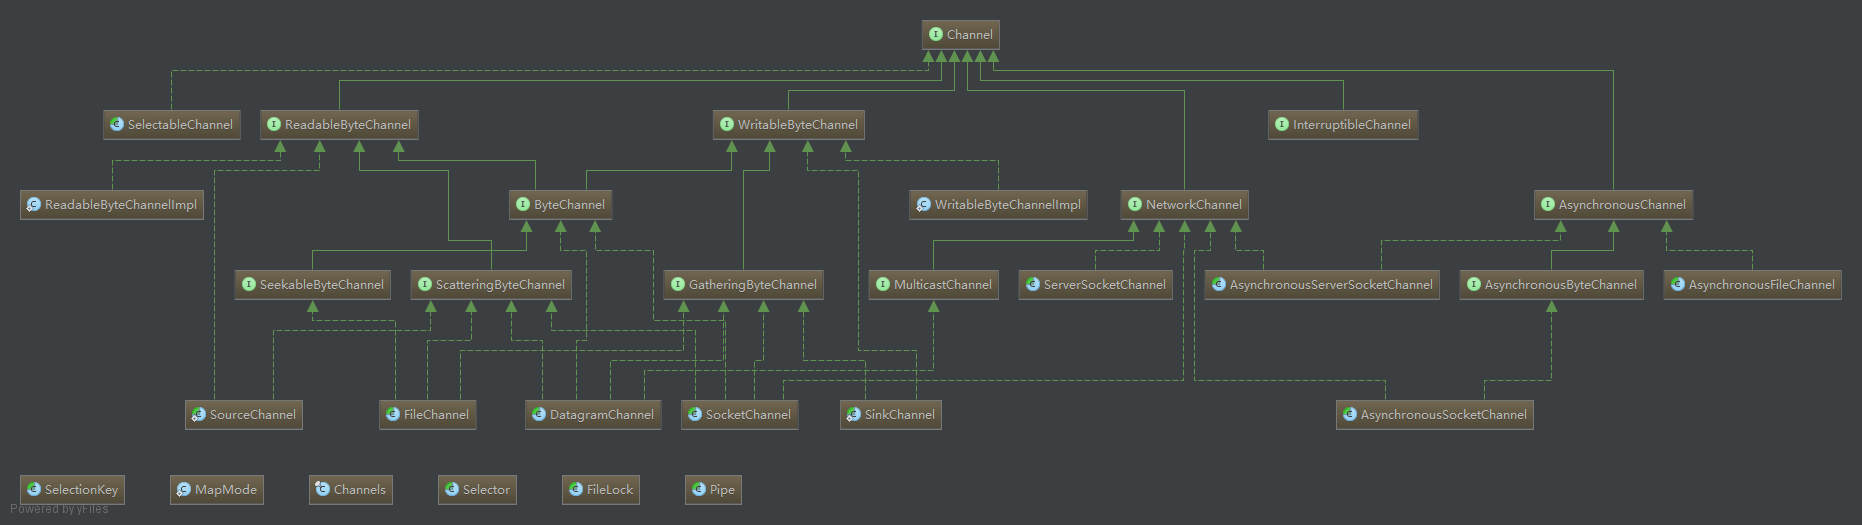 Channel
SelectableChannel
ReadableByteChannel
WritableByteChannel
InterruptibleChannel
ReadableByteChannelImpl
ByteChannel
WritableByteChannelImpl
NetworkChannel
AsynchronousChannel
SeekableByteChannel
ScatteringByteChannel
GatheringByteChannel
MulticastChannel
ServerSocketChannel
AsynchronousServerSocketChannel
AsynchronousByteChannel
AsynchronousFileChannel
SourceChannel
FileChannel
DatagramChannel
SocketChannel
SinkChannel
AsynchronousSocketChannel
SelectionKey
MapMode
Channels
Selector
FileLock
Pipe
Powered by yFiles